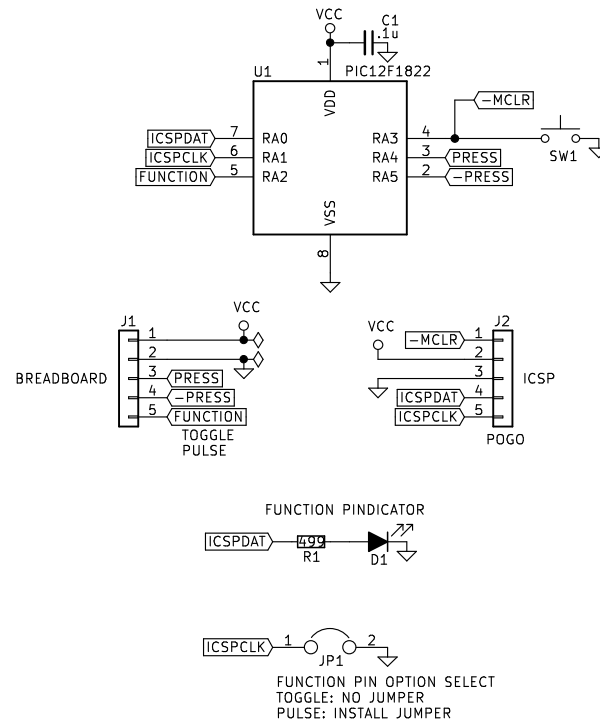 VCC
C1
.1u
U1
PIC12F1822
1
VDD
-MCLR
ICSPDAT 7 RA0
RA3 4
SW1
ICSPCLK 6 RA1
RA4 3 PRESS
FUNCTION 5 RA2
RA5 2 -PRESS
VSS
8
J1
VCC
1
2
BREADBOARD
3 PRESS
4 -PRESS
5 FUNCTION
TOGGLE
PULSE
J2
VCC
-MCLR 1
2
3
ICSP
ICSPDAT 4
ICSPCLK 5
POGO
FUNCTION PINDICATOR
ICSPDAT
499
R1
D1
ICSPCLK 1
2
JP1
FUNCTION PIN OPTION SELECT
TOGGLE: NO JUMPER
PULSE: INSTALL JUMPER